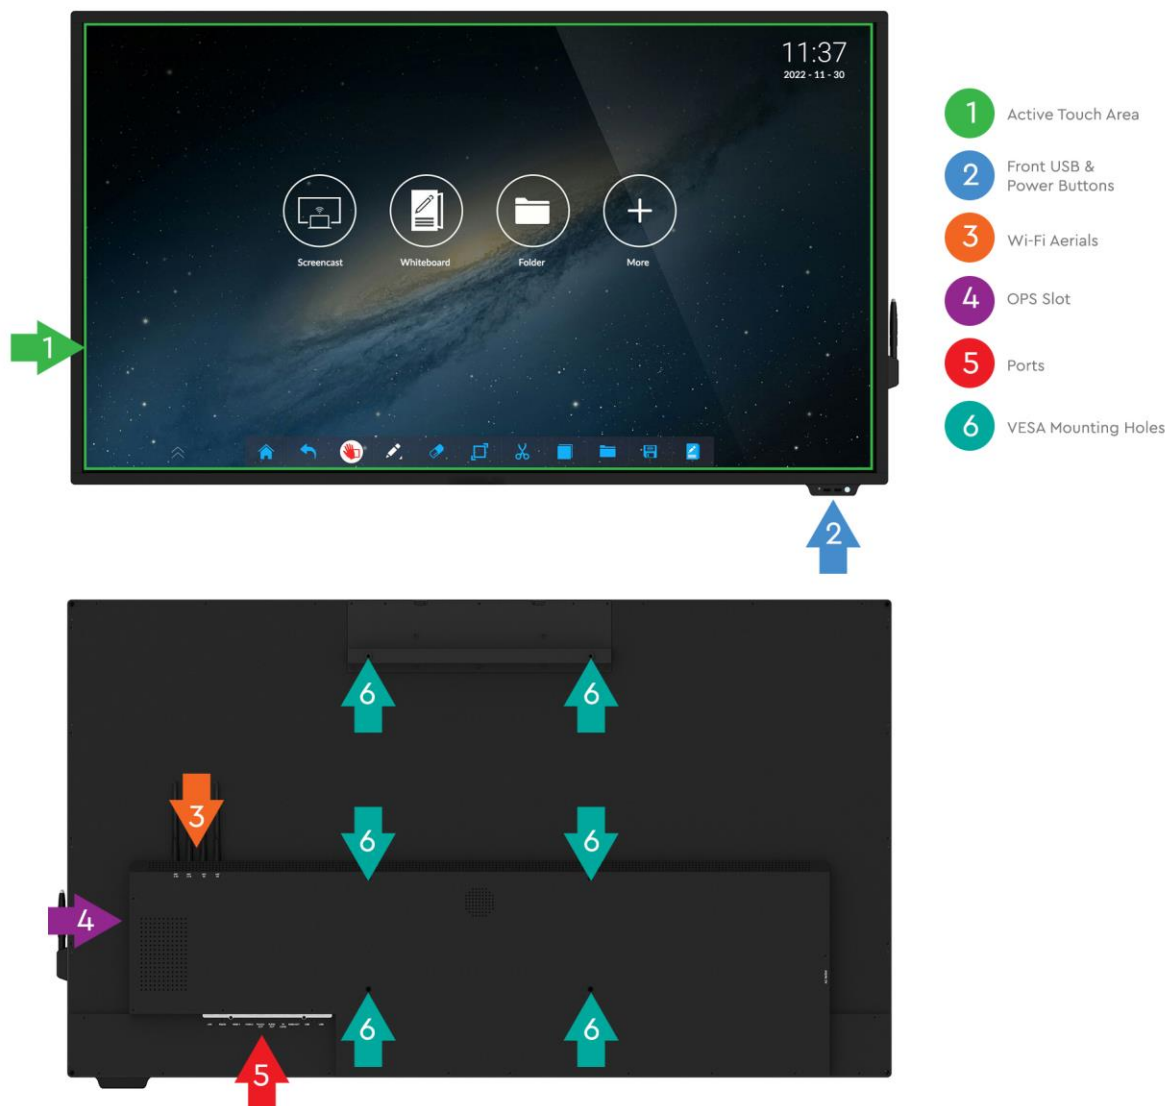 11:37
2022 - 11 - 30
Screencast
Whiteboard
Folder
More
1
2
1
Active Touch Area
2
Front USB &
Power Buttons
3
Wi-Fi Aerials
4
OPS Slot
5
Ports
6
VESA Mounting Holes
6
6
3
6
6
4
6
6
5